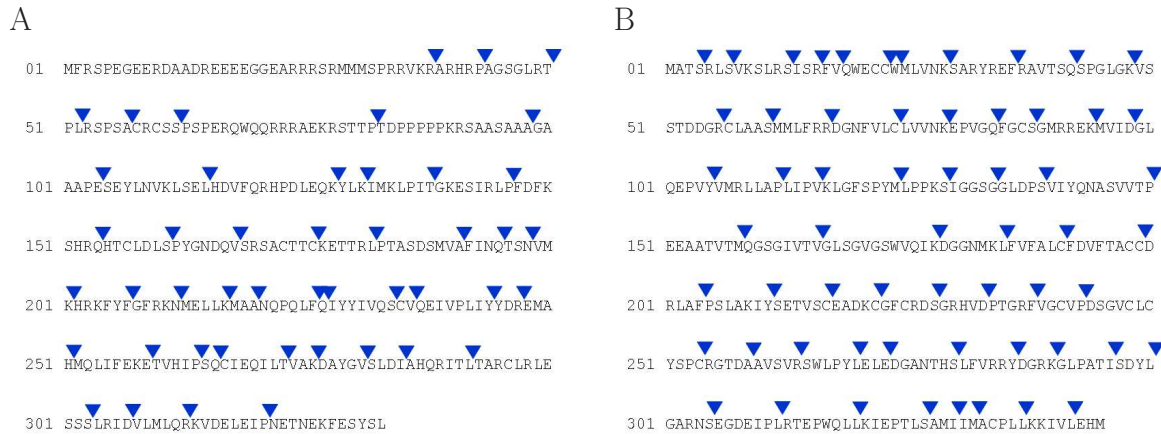 A
01 MFRSPEGEERDAADREEEEGGEARRRSRMMMSPRRVKRARHRPAGSGLRT
51 PLRSPSACRCSSPSPERQWQQRRRAEKRSTTPTDPPPPPKRSAASAAAGA
101 AAPESEYLNVKLSELHDVFQRHPDLEQKYLKIMKLPITGKESIRLPFDFK
151 SHRQHTCLDLSPYGNDQVSRSACTTCKETTRLPTASDSMVAFINQTSNVM
201 KHRKFYFGFRKNMELLKMAANQPQLFQIYYIVQSCVQEIVPLIYYDREMA
251 HMQLIFEKETVHIPSQCIEQILTVAKDAYGVSLDIAHQRITLTARCLRLE
301 SSSLRIDVLMLQRKVDELEIPNETNEKFESYSL
B
01 MATSRLSVKSLRSISRFVQWECCWMLVNKSARYREFRAVTSQSPGLGKVS
51 STDDGRCLAASMMLFRRDGNFVLCLVVNKEPVGQFGCSGMRREKMVIDGL
101 QEPVYVMRLLAPLIPVKLGFSPYMLPPKSIGGSGGLDPSVIYQNASVVTP
151 EEAATVTMQGSGIVTVGLSGVGSWVQIKDGGNMKLFVFALCFDVFTACCD
201 RLAFPSLAKIYSETVSCEADKCGFCRDSGRHVDPTGRFVGCVPDSGVCLC
251 YSPCRGTDAAVSVRSWLPYLELEDGANTHSLFVRRYDGRKGLPATISDYL
301 GARNSEGDEIPLRTEPWQLLKIEPTLSAMIIMACPLLKKIVLEHM